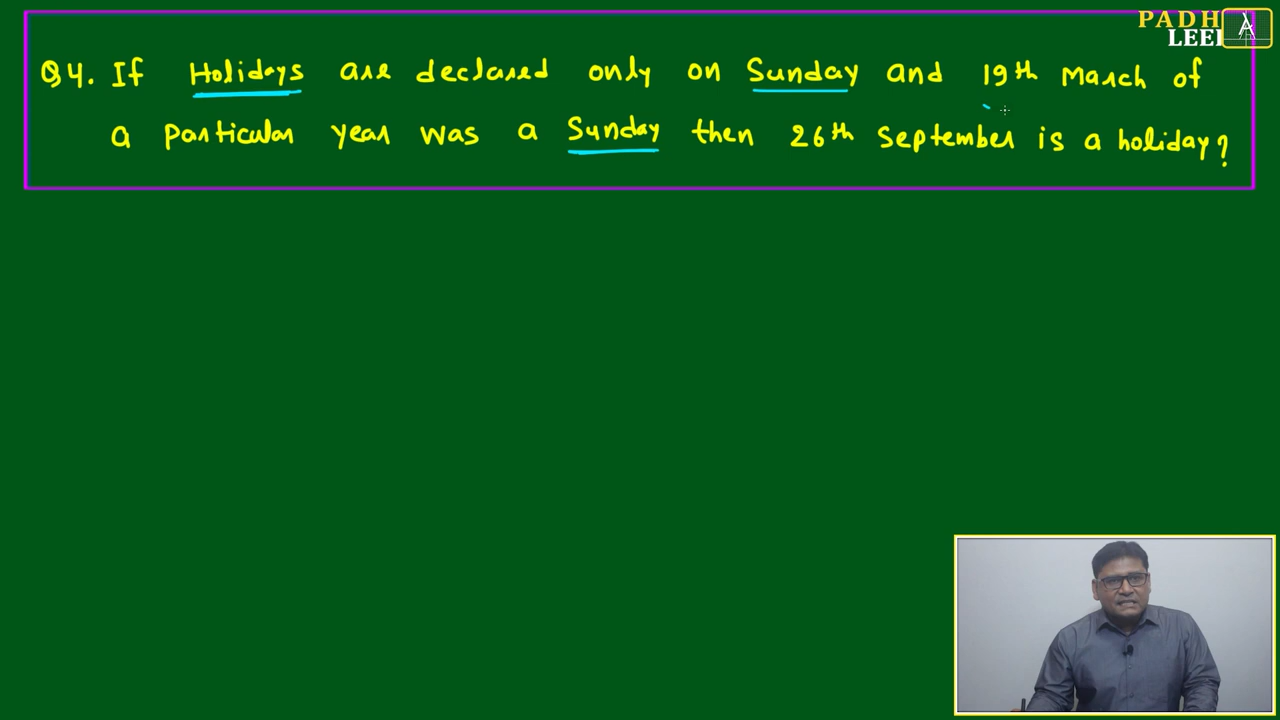 PADH
LEEI
Q4. If Holidays are declared only on Sunday and 19th March of
a particular year was a Sunday then 26th September is a holiday?